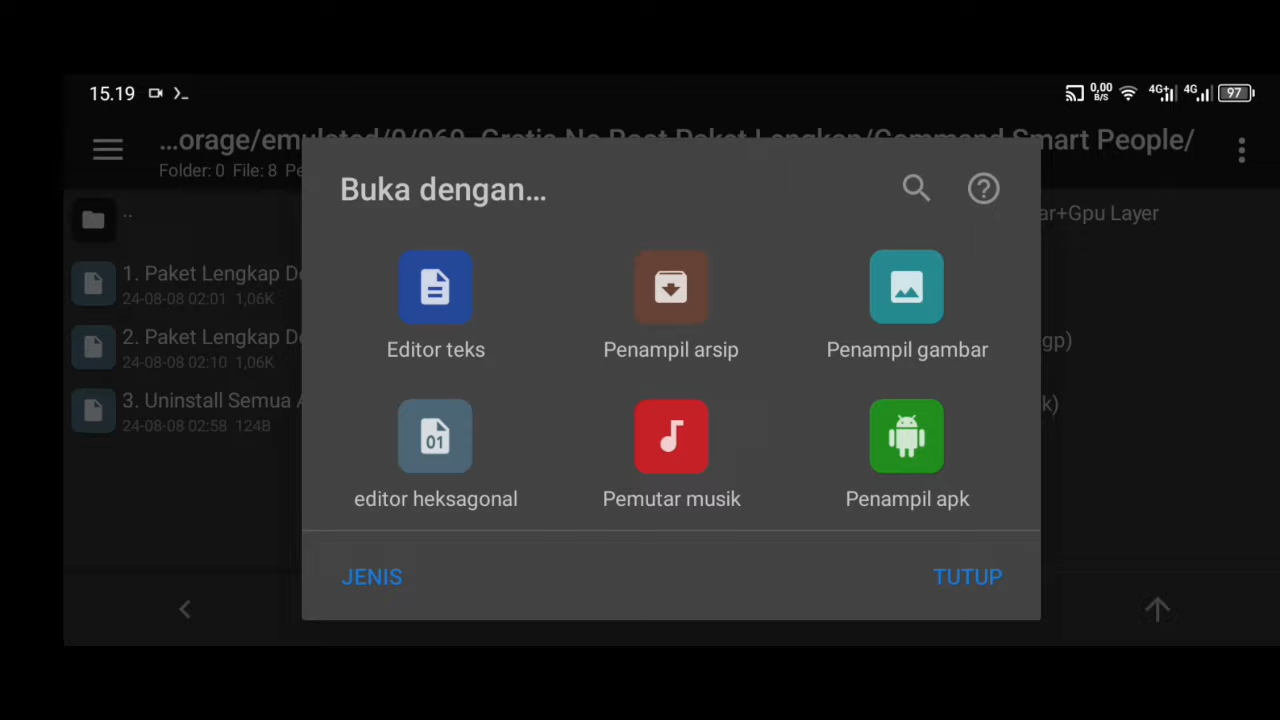 15.19
0,00 B/S
4G+
4G
97
...orage/emulated/0/069. Gratis No Root Paket Lengkap/Command Smart People/
Folder: 0 File: 8
Buka dengan...
..
ar+Gpu Layer
1. Paket Lengkap
24-08-08 02:01 1,06K
2. Paket Lengkap
24-08-08 02:10 1,06K
gp)
3. Uninstall Semua
24-08-08 02:58 124B
k)
Editor teks
Penampil arsip
Penampil gambar
editor heksagonal
Pemutar musik
Penampil apk
JENIS
TUTUP